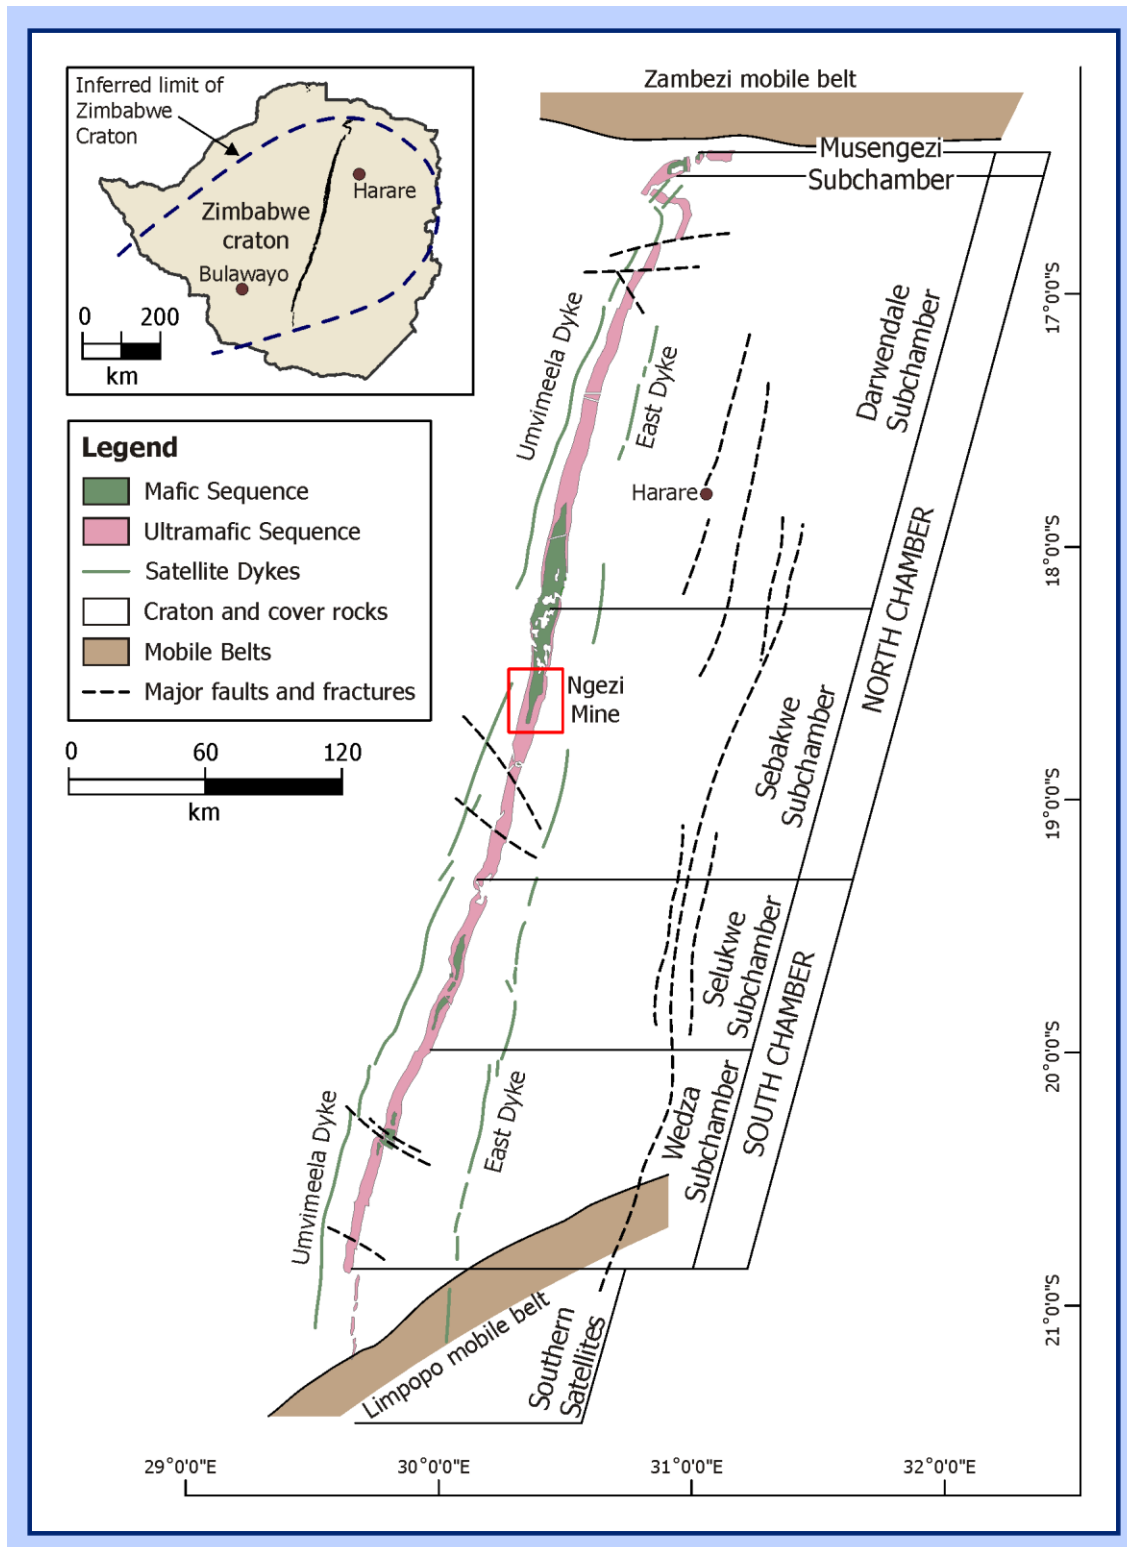 Inferred limit of
Zimbabwe
Craton
Harare
Zimbabwe
craton
Bulawayo
0 200
km
Legend
Mafic Sequence
Ultramafic Sequence
Satellite Dykes
Craton and cover rocks
Mobile Belts
Major faults and fractures
0 60 120
km
Zambezi mobile belt
Musengezi
Subchamber
Umvimeela Dyke
East Dyke
Harare
Darwendale
Subchamber
NORTH CHAMBER
Ngezi
Mine
Sebakwe
Subchamber
Selukwe
Subchamber
SOUTH CHAMBER
Wedza
Subchamber
Umvimeela Dyke
East Dyke
Limpopo mobile belt
Southern
Satellites
17°0'0"S
18°0'0"S
19°0'0"S
20°0'0"S
21°0'0"S
29°0'0"E 30°0'0"E 31°0'0"E 32°0'0"E